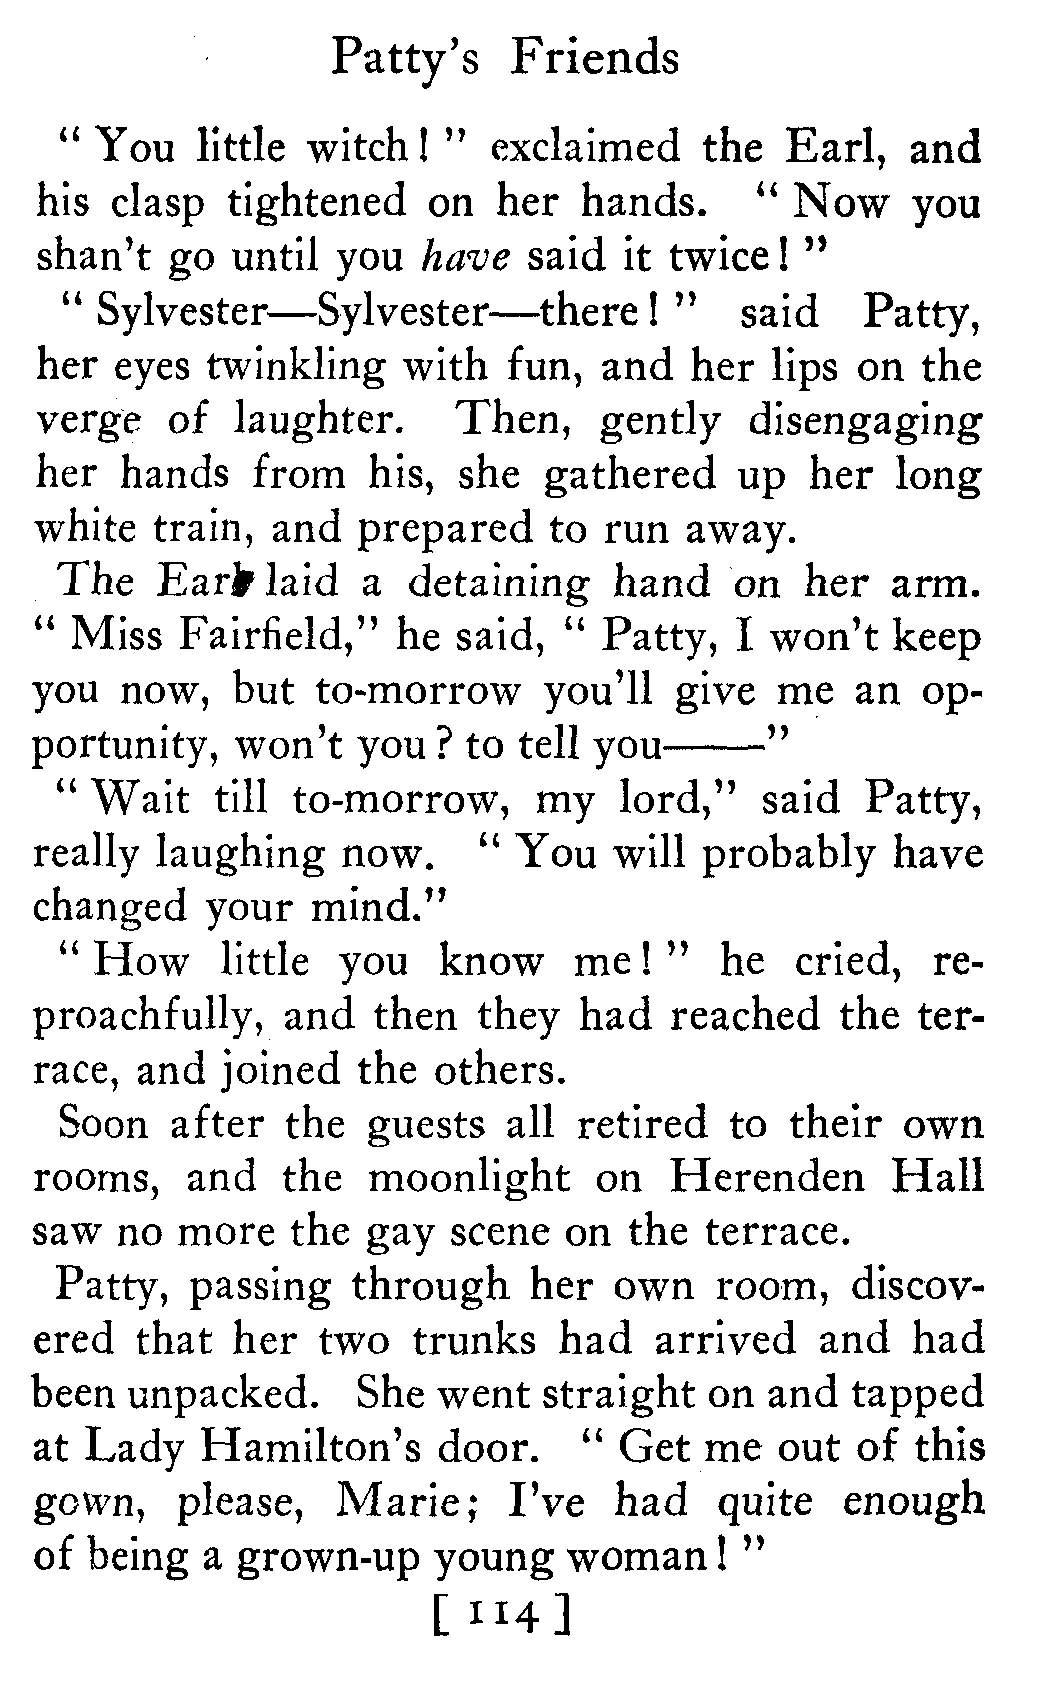 Patty's Friends
" You little witch! " exclaimed the Earl, and
his clasp tightened on her hands. " Now you
shan't go until you have said it twice! "
" Sylvester—Sylvester—there! " said Patty,
her eyes twinkling with fun, and her lips on the
verge of laughter. Then, gently disengaging
her hands from his, she gathered up her long
white train, and prepared to run away.
The Earl laid a detaining hand on her arm.
" Miss Fairfield," he said, " Patty, I won't keep
you now, but to-morrow you'll give me an op-
portunity, won't you? to tell you——"
" Wait till to-morrow, my lord," said Patty,
really laughing now. " You will probably have
changed your mind."
" How little you know me! " he cried, re-
proachfully, and then they had reached the ter-
race, and joined the others.
Soon after the guests all retired to their own
rooms, and the moonlight on Herenden Hall
saw no more the gay scene on the terrace.
Patty, passing through her own room, discov-
ered that her two trunks had arrived and had
been unpacked. She went straight on and tapped
at Lady Hamilton's door. " Get me out of this
gown, please, Marie; I've had quite enough
of being a grown-up young woman! "
[ 114 ]